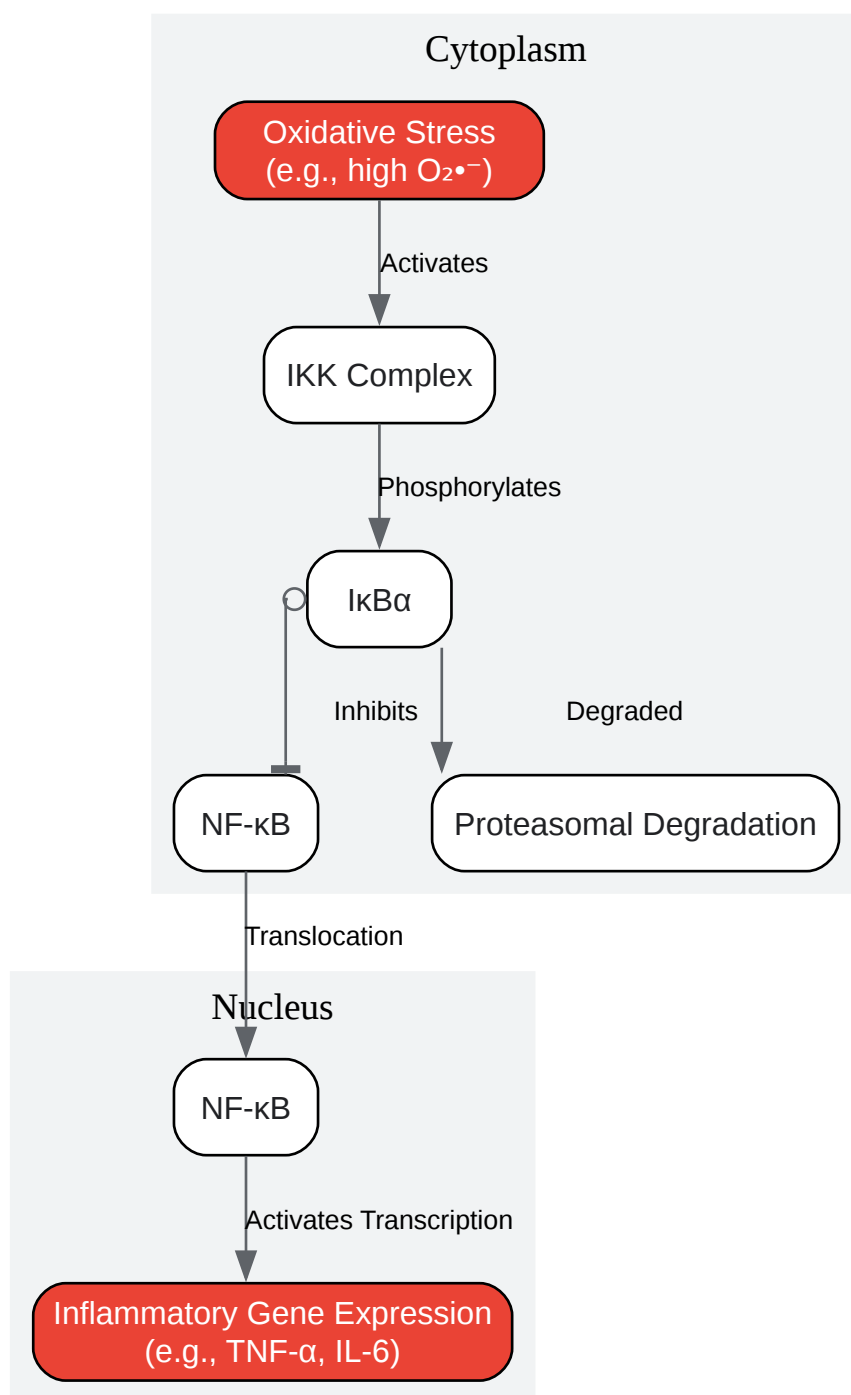 Cytoplasm
Oxidative Stress
(e.g., high O₂•⁻)
Activates
IKK Complex
Phosphorylates
IκBα
Inhibits
Degraded
NF-κB
Proteasomal Degradation
Translocation
Nucleus
NF-κB
Activates Transcription
Inflammatory Gene Expression
(e.g., TNF-α, IL-6)